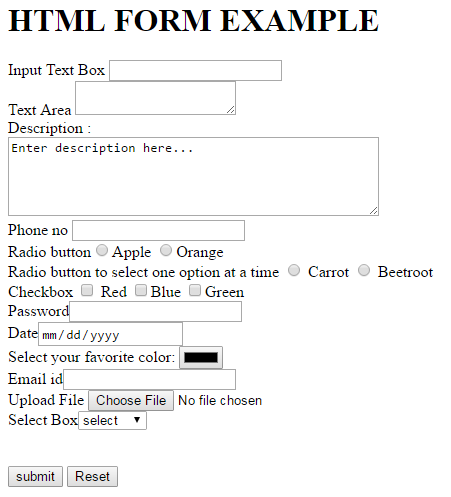 HTML FORM EXAMPLE
Input Text Box
Text Area
Description :
Enter description here...
Phone no
Radio button Apple Orange
Radio button to select one option at a time Carrot Beetroot
Checkbox Red Blue Green
Password
Date mm/dd/yyyy
Select your favorite color:
Email id
Upload File Choose File No file chosen
Select Box select
submit Reset